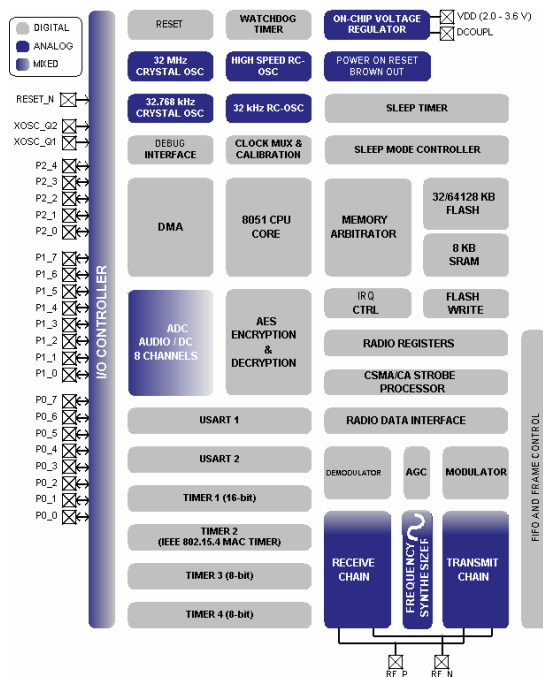 DIGITAL
ANALOG
MIXED
RESET
WATCHDOG
TIMER
ON-CHIP VOLTAGE
REGULATOR
VDD (2.0 - 3.6 V)
DCOUPL
32 MHz
CRYSTAL OSC
HIGH SPEED RC-
OSC
POWER ON RESET
BROWN OUT
RESET_N
32.768 kHz
CRYSTAL OSC
32 kHz RC-OSC
SLEEP TIMER
XOSC_Q2
XOSC_Q1
DEBUG
INTERFACE
CLOCK MUX &
CALIBRATION
SLEEP MODE CONTROLLER
P2_4
P2_3
P2_2
P2_1
P2_0
DMA
8051 CPU
CORE
MEMORY
ARBITRATOR
32/64128 KB
FLASH
8 KB
SRAM
I/O CONTROLLER
P1_7
P1_6
P1_5
P1_4
P1_3
P1_2
P1_1
P1_0
ADC
AUDIO / DC
8 CHANNELS
AES
ENCRYPTION
&
DECRYPTION
IRQ
CTRL
FLASH
WRITE
RADIO REGISTERS
CSMA/CA STROBE
PROCESSOR
P0_7
P0_6
P0_5
P0_4
P0_3
P0_2
P0_1
P0_0
USART 1
RADIO DATA INTERFACE
USART 2
DEMODULATOR
AGC
MODULATOR
TIMER 1 (16-bit)
TIMER 2
(IEEE 802.15.4 MAC TIMER)
TIMER 3 (8-bit)
TIMER 4 (8-bit)
RECEIVE
CHAIN
FREQUENCY
SYNTHESIZER
TRANSMIT
CHAIN
FIFO AND FRAME CONTROL
RF_P
RF_N